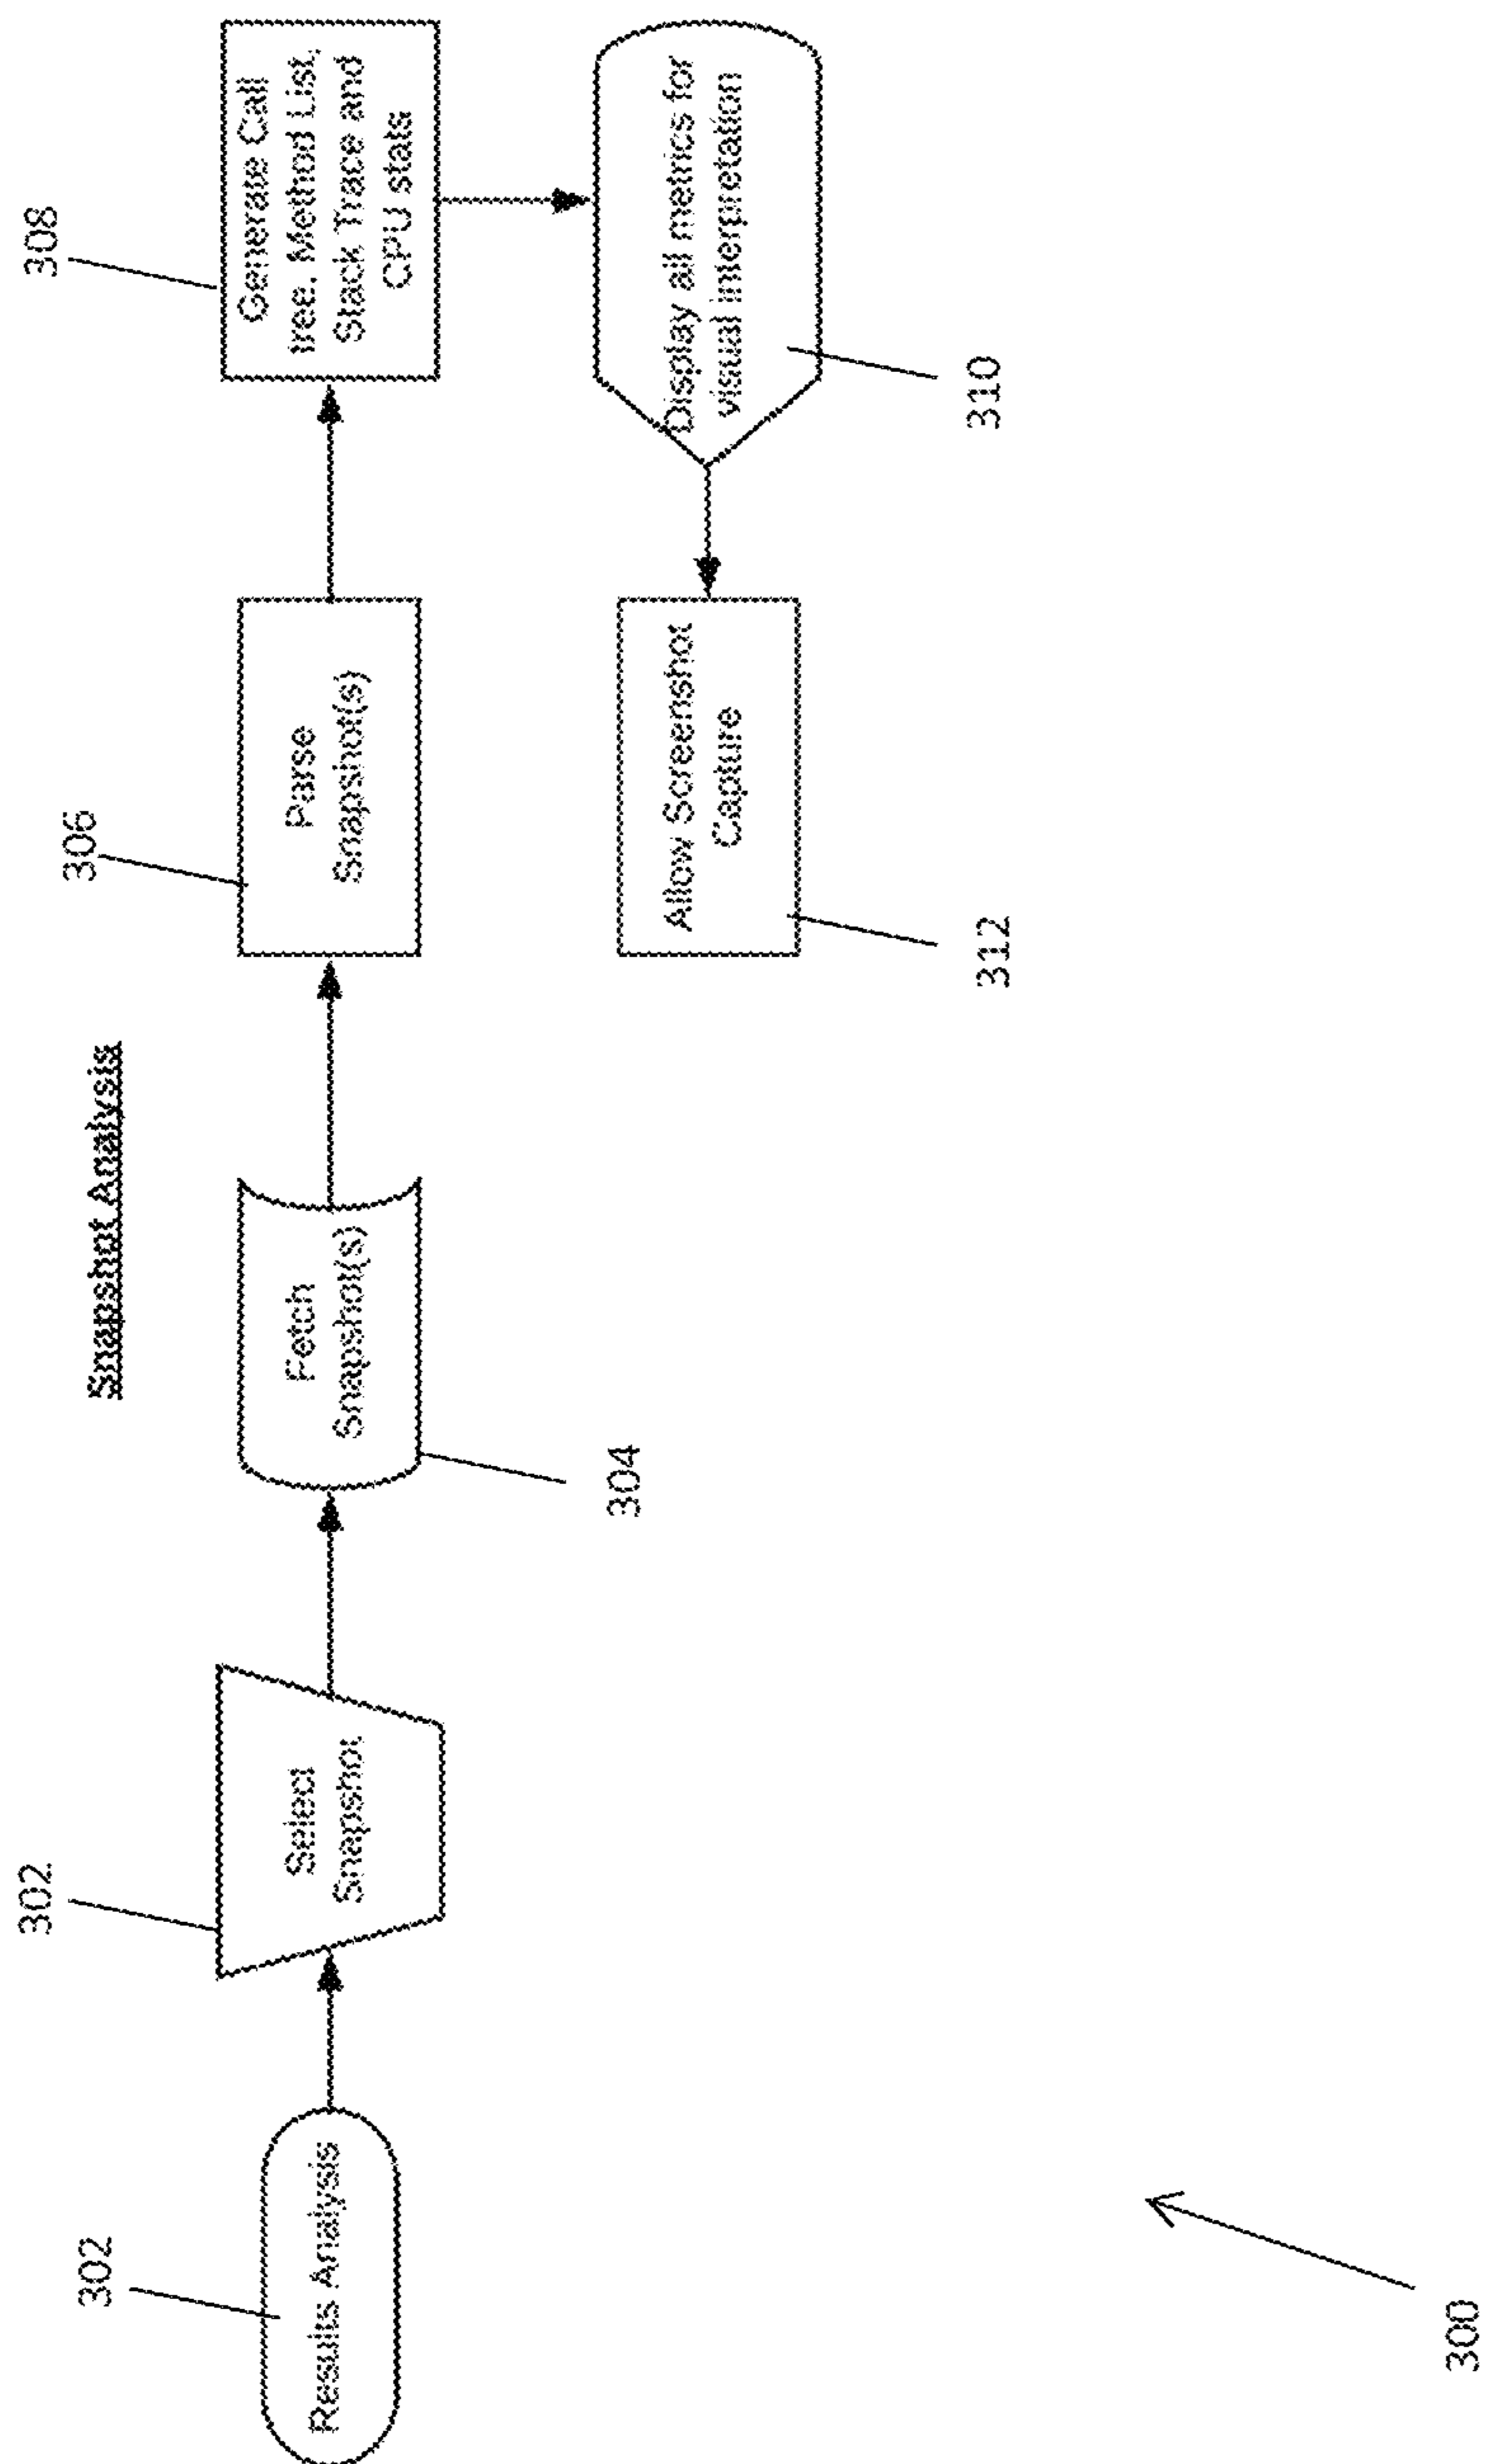 Snapshot Analysis
302
Results Analysis
302
Select
Snapshot
304
Fetch
Snapshot(s)
306
Parse
Snapshot(s)
308
Generate Call
tree, Method List,
Stack Trace and
CPU stats
310
Display all metrics for
visual interpretation
312
Allow Screenshot
Capture
300